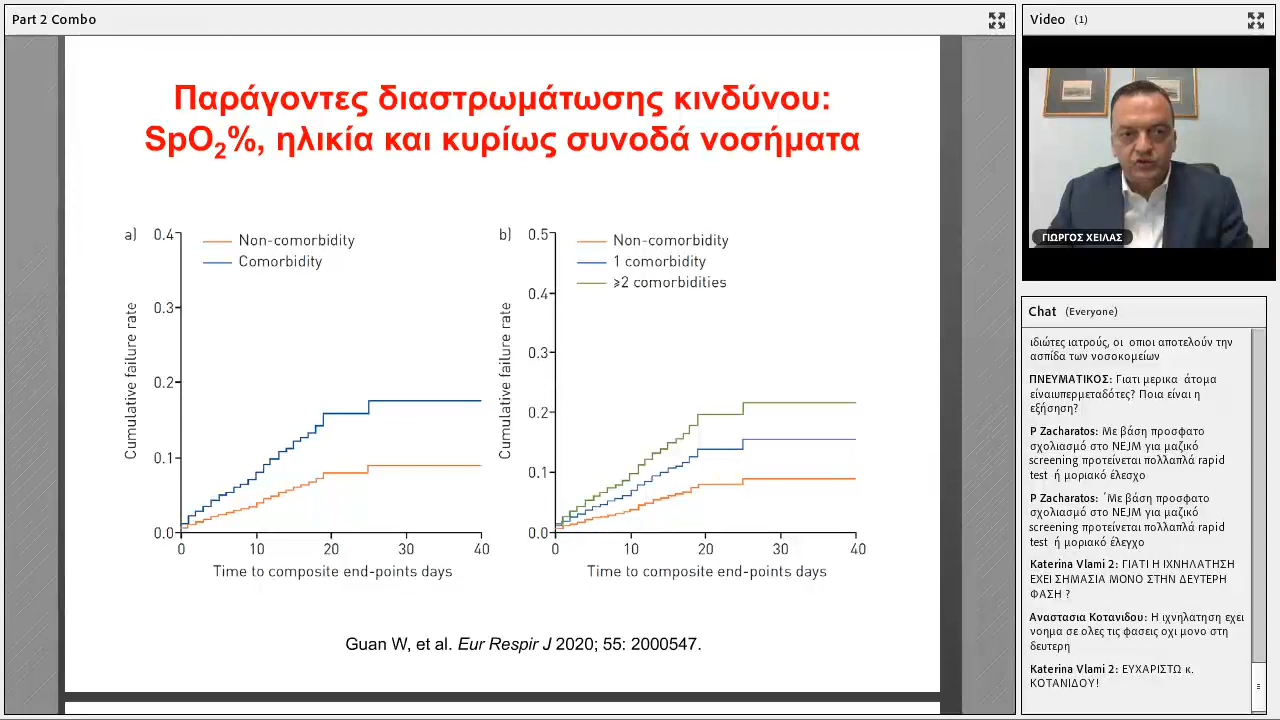 Part 2 Combo
Παράγοντες διαστρωμάτωσης κινδύνου:
SpO2%, ηλικία και κυρίως συνοδά νοσήματα
a)
0.4
0.3
0.2
0.1
0.0
Non-comorbidity
Comorbidity
Cumulative failure rate
0 10 20 30 40
Time to composite end-points days
b)
0.5
0.4
0.3
0.2
0.1
0.0
Non-comorbidity
1 comorbidity
≥2 comorbidities
Cumulative failure rate
0 10 20 30 40
Time to composite end-points days
Guan W, et al. Eur Respir J 2020; 55: 2000547.
Video (1)
ΓΙΩΡΓΟΣ ΧΕΙΛΑΣ
Chat (Everyone)
ιδιώτες ιατρούς, οι οπιοι αποτελούν την
ασπίδα των νοσοκομείων
ΠΝΕΥΜΑΤΙΚΟΣ: Γιατι μερικα άτομα
είναιυπερμεταδότες? Ποια είναι η
εξήσηση?
P Zacharatos: Με βάση προσφατο
σχολιασμό στο NEJM για μαζικό
screening προτείνεται πολλαπλά rapid
test ή μοριακό έλεσχο
P Zacharatos: ΄Με βάση προσφατο
σχολιασμό στο NEJM για μαζικό
screening προτείνεται πολλαπλά rapid
test ή μοριακό έλεγχο
Katerina Vlami 2: ΓΙΑΤΙ Η ΙΧΝΗΛΑΤΗΣΗ
ΕΧΕΙ ΣΗΜΑΣΙΑ ΜΟΝΟ ΣΤΗΝ ΔΕΥΤΕΡΗ
ΦΑΣΗ ?
Αναστασια Κοτανιδου: Η ιχνηλατηση εχει
νοημα σε ολες τις φασεις οχι μονο στη
δευτερη
Katerina Vlami 2: ΕΥΧΑΡΙΣΤΩ κ.
ΚΟΤΑΝΙΔΟΥ!